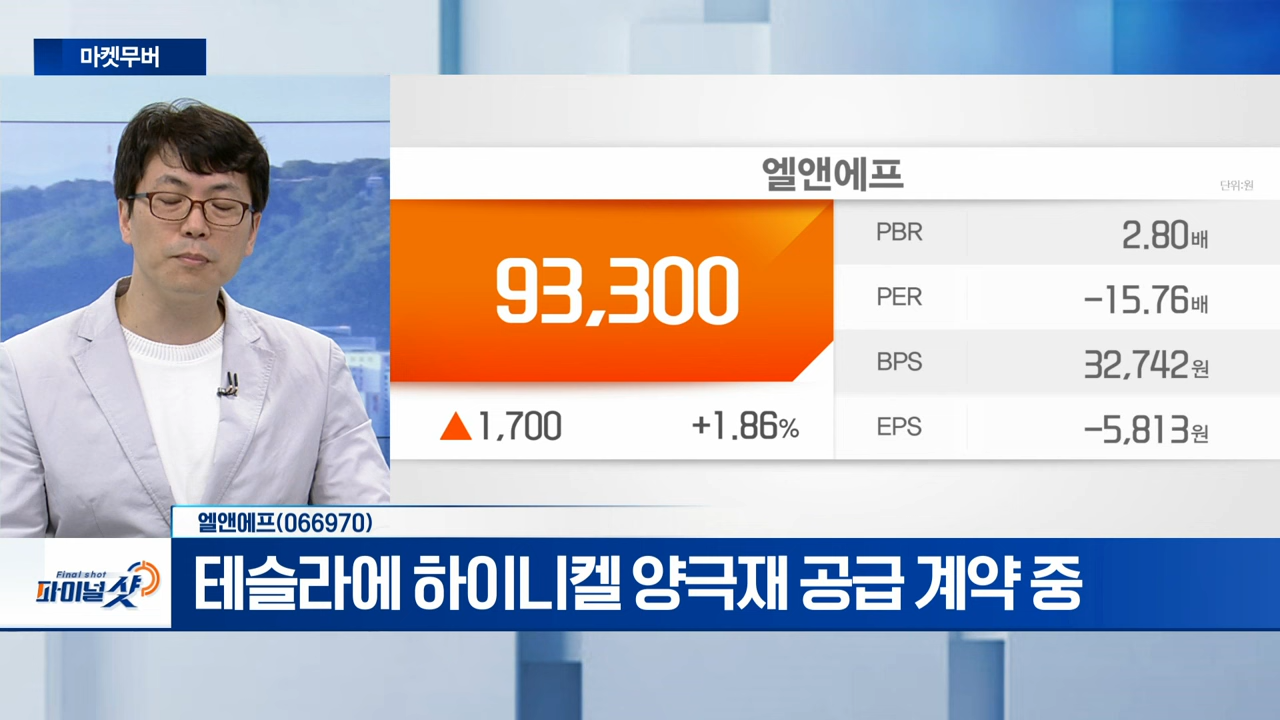 마켓무버
엘앤에프
단위:원
93,300
▲1,700 +1.86%
PBR 2.80배
PER -15.76배
BPS 32,742원
EPS -5,813원
엘앤에프(066970)
Final shot
파이널샷
테슬라에 하이니켈 양극재 공급 계약 중